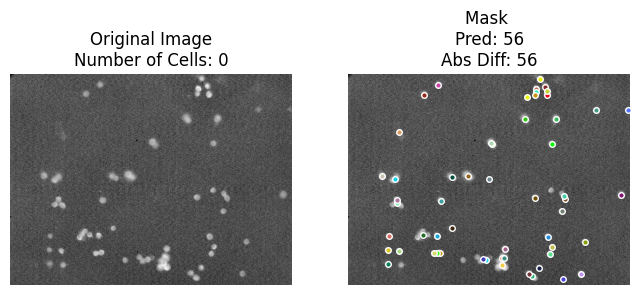 Original Image
Number of Cells: 0
Mask
Pred: 56
Abs Diff: 56